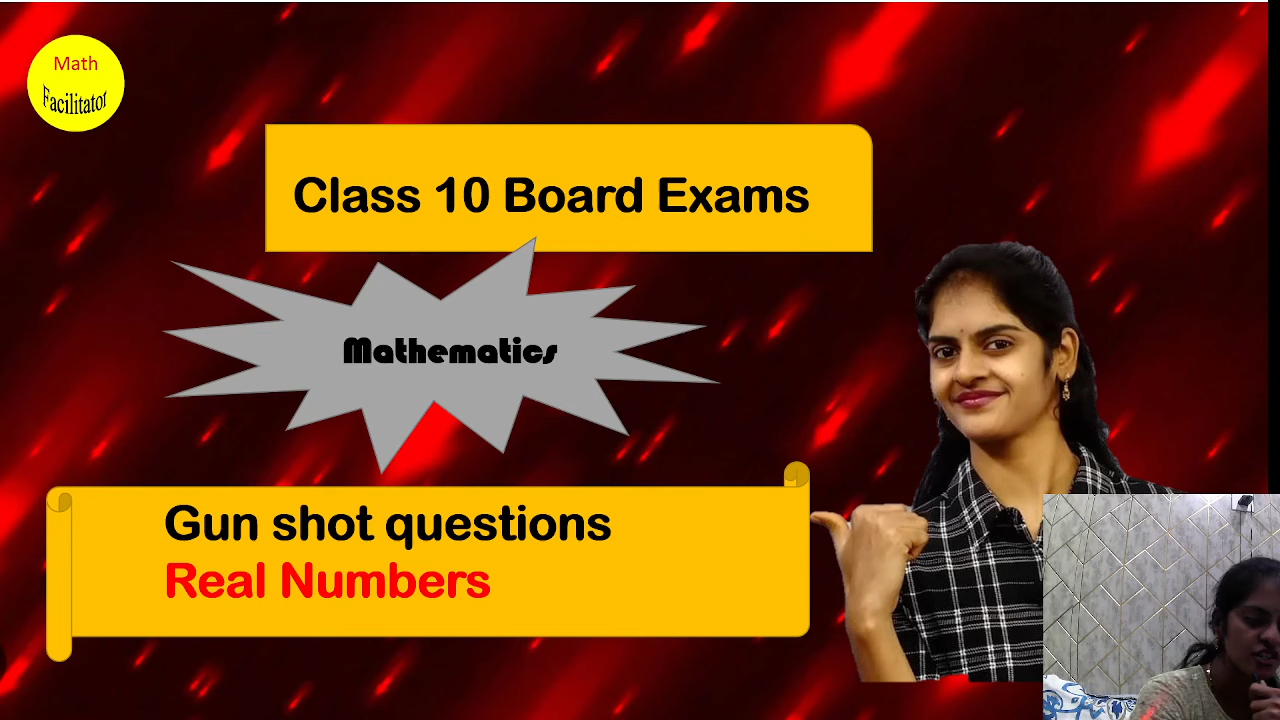 Math
Facilitator
Class 10 Board Exams
Mathematics
Gun shot questions
Real Numbers